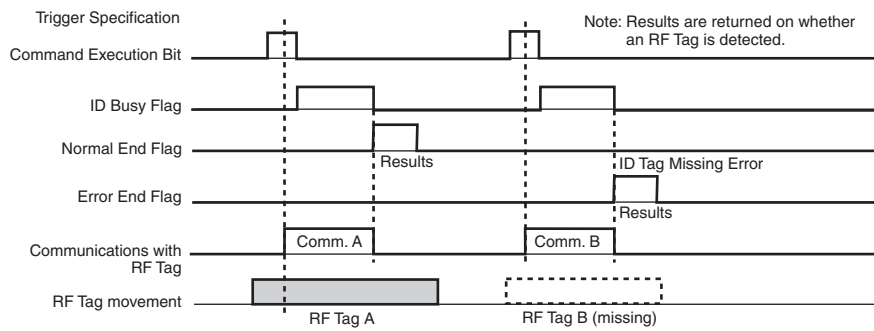 Trigger Specification
Note: Results are returned on whether
an RF Tag is detected.
Command Execution Bit
ID Busy Flag
Normal End Flag
Results
ID Tag Missing Error
Error End Flag
Results
Communications with
RF Tag
Comm. A
Comm. B
RF Tag movement
RF Tag A
RF Tag B (missing)